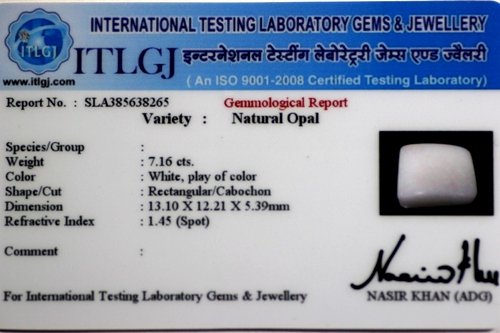 INTERNATIONAL TESTING LABORATORY GEMS & JEWELLERY
ITLGJ
ITLGJ
इन्टरनेशनल टेस्टींग लेबोरेट्ररी जेम्स एण्ड ज्वैलरी
www.itlgj.com
( An ISO 9001-2008 Certified Testing Laboratory)
Report No. : SLA385638265
Gemmological Report
Variety : Natural Opal
Species/Group :
Weight : 7.16 cts.
Color : White, play of color
Shape/Cut : Rectangular/Cabochon
Dimension : 13.10 X 12.21 X 5.39mm
Refractive Index : 1.45 (Spot)
Comment :
For International Testing Laboratory Gems & Jewellery
NASIR KHAN (ADG)